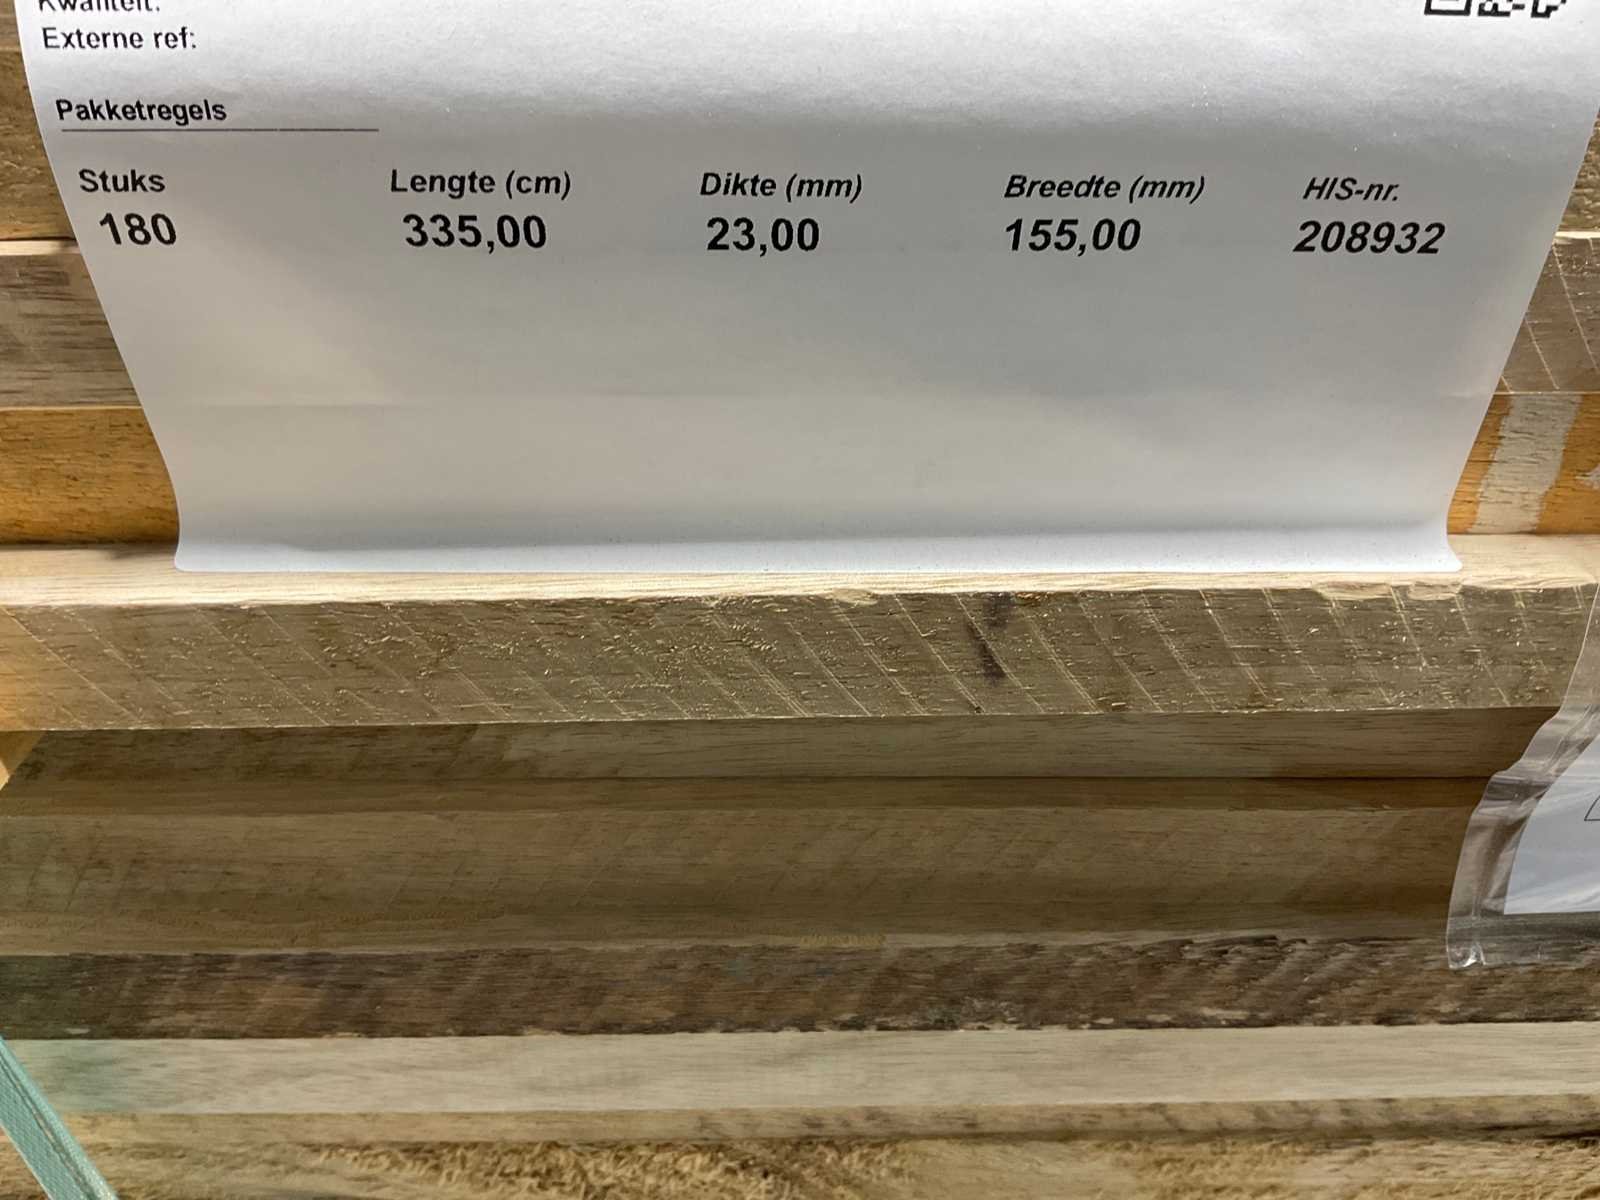 Kwaliteit:
Externe ref:
Pakketregels
Stuks Lengte (cm) Dikte (mm) Breedte (mm) HIS-nr.
180 335,00 23,00 155,00 208932